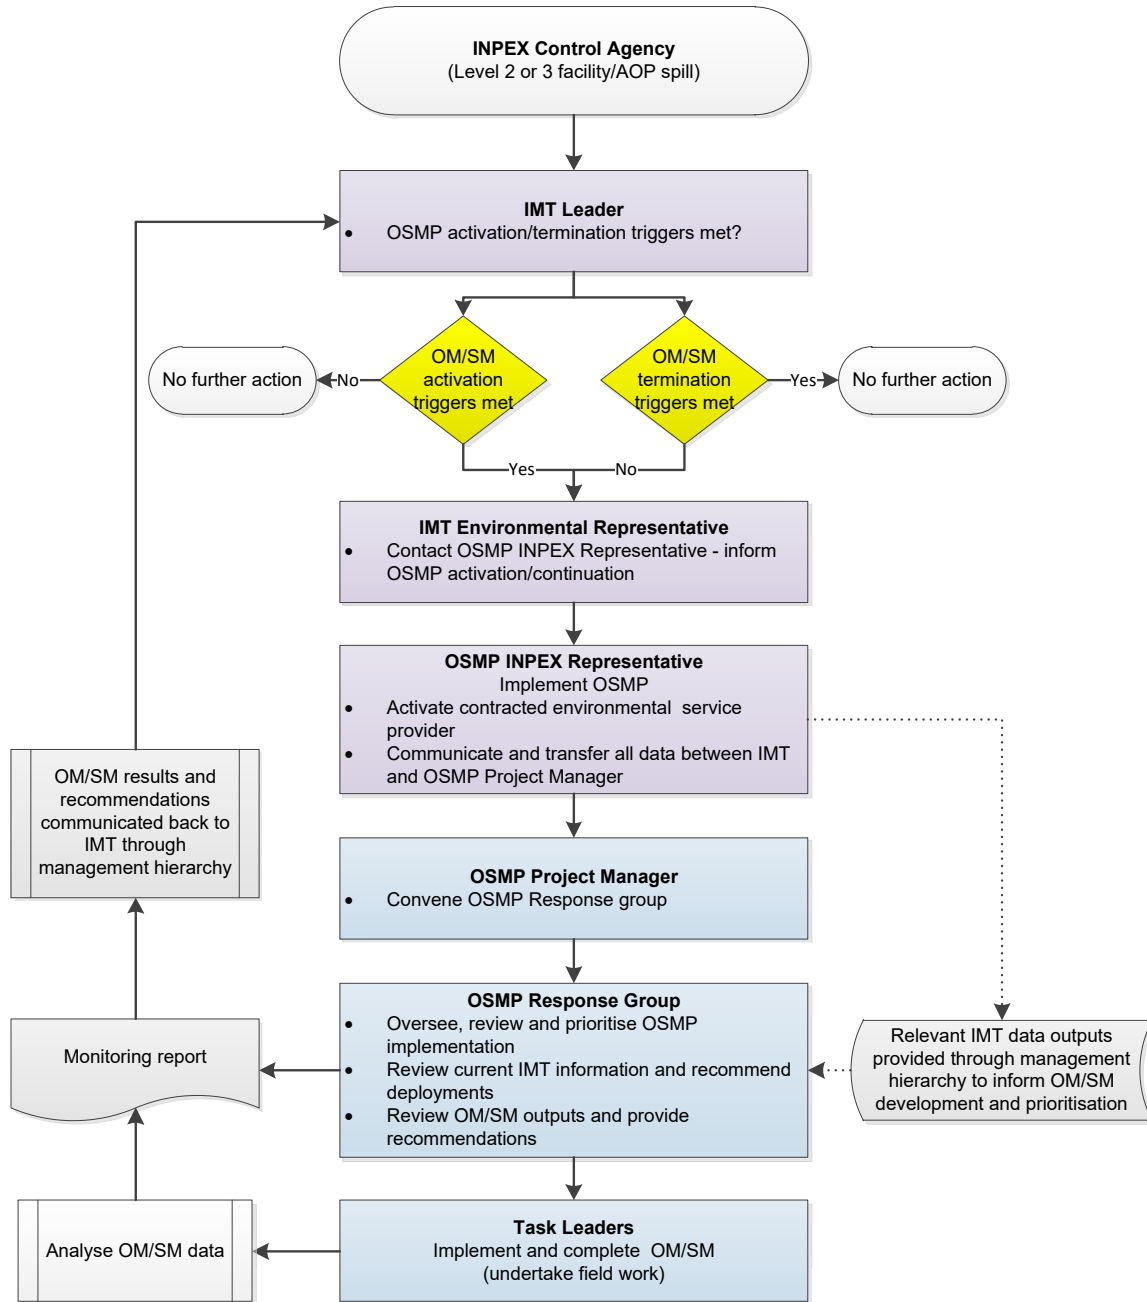 INPEX Control Agency
(Level 2 or 3 facility/AOP spill)
IMT Leader
• OSMP activation/termination triggers met?
OM/SM
activation
triggers met
OM/SM
termination
triggers met
No further action
No
Yes
No further action
Yes
No
IMT Environmental Representative
• Contact OSMP INPEX Representative - inform
OSMP activation/continuation
OSMP INPEX Representative
Implement OSMP
• Activate contracted environmental service
provider
• Communicate and transfer all data between IMT
and OSMP Project Manager
OM/SM results and
recommendations
communicated back to
IMT through
management hierarchy
OSMP Project Manager
• Convene OSMP Response group
OSMP Response Group
• Oversee, review and prioritise OSMP
implementation
• Review current IMT information and recommend
deployments
• Review OM/SM outputs and provide
recommendations
Monitoring report
Relevant IMT data outputs
provided through management
hierarchy to inform OM/SM
development and prioritisation
Task Leaders
Implement and complete OM/SM
(undertake field work)
Analyse OM/SM data